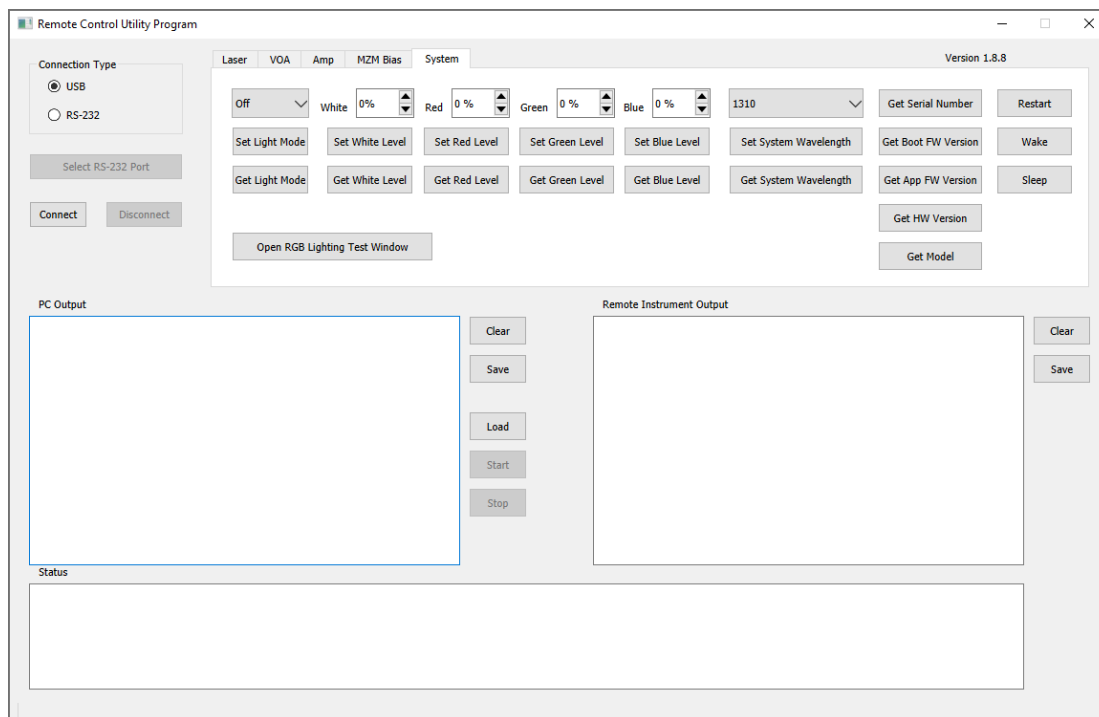 Remote Control Utility Program
Connection Type
USB
RS-232
Select RS-232 Port
Connect Disconnect
Laser VOA Amp MZM Bias System
Version 1.8.8
Off White 0% Red 0 % Green 0 % Blue 0 % 1310 Get Serial Number Restart
Set Light Mode Set White Level Set Red Level Set Green Level Set Blue Level Set System Wavelength Get Boot FW Version Wake
Get Light Mode Get White Level Get Red Level Get Green Level Get Blue Level Get System Wavelength Get App FW Version Sleep
Get HW Version
Open RGB Lighting Test Window
Get Model
PC Output
Clear
Save
Load
Start
Stop
Remote Instrument Output
Clear
Save
Status